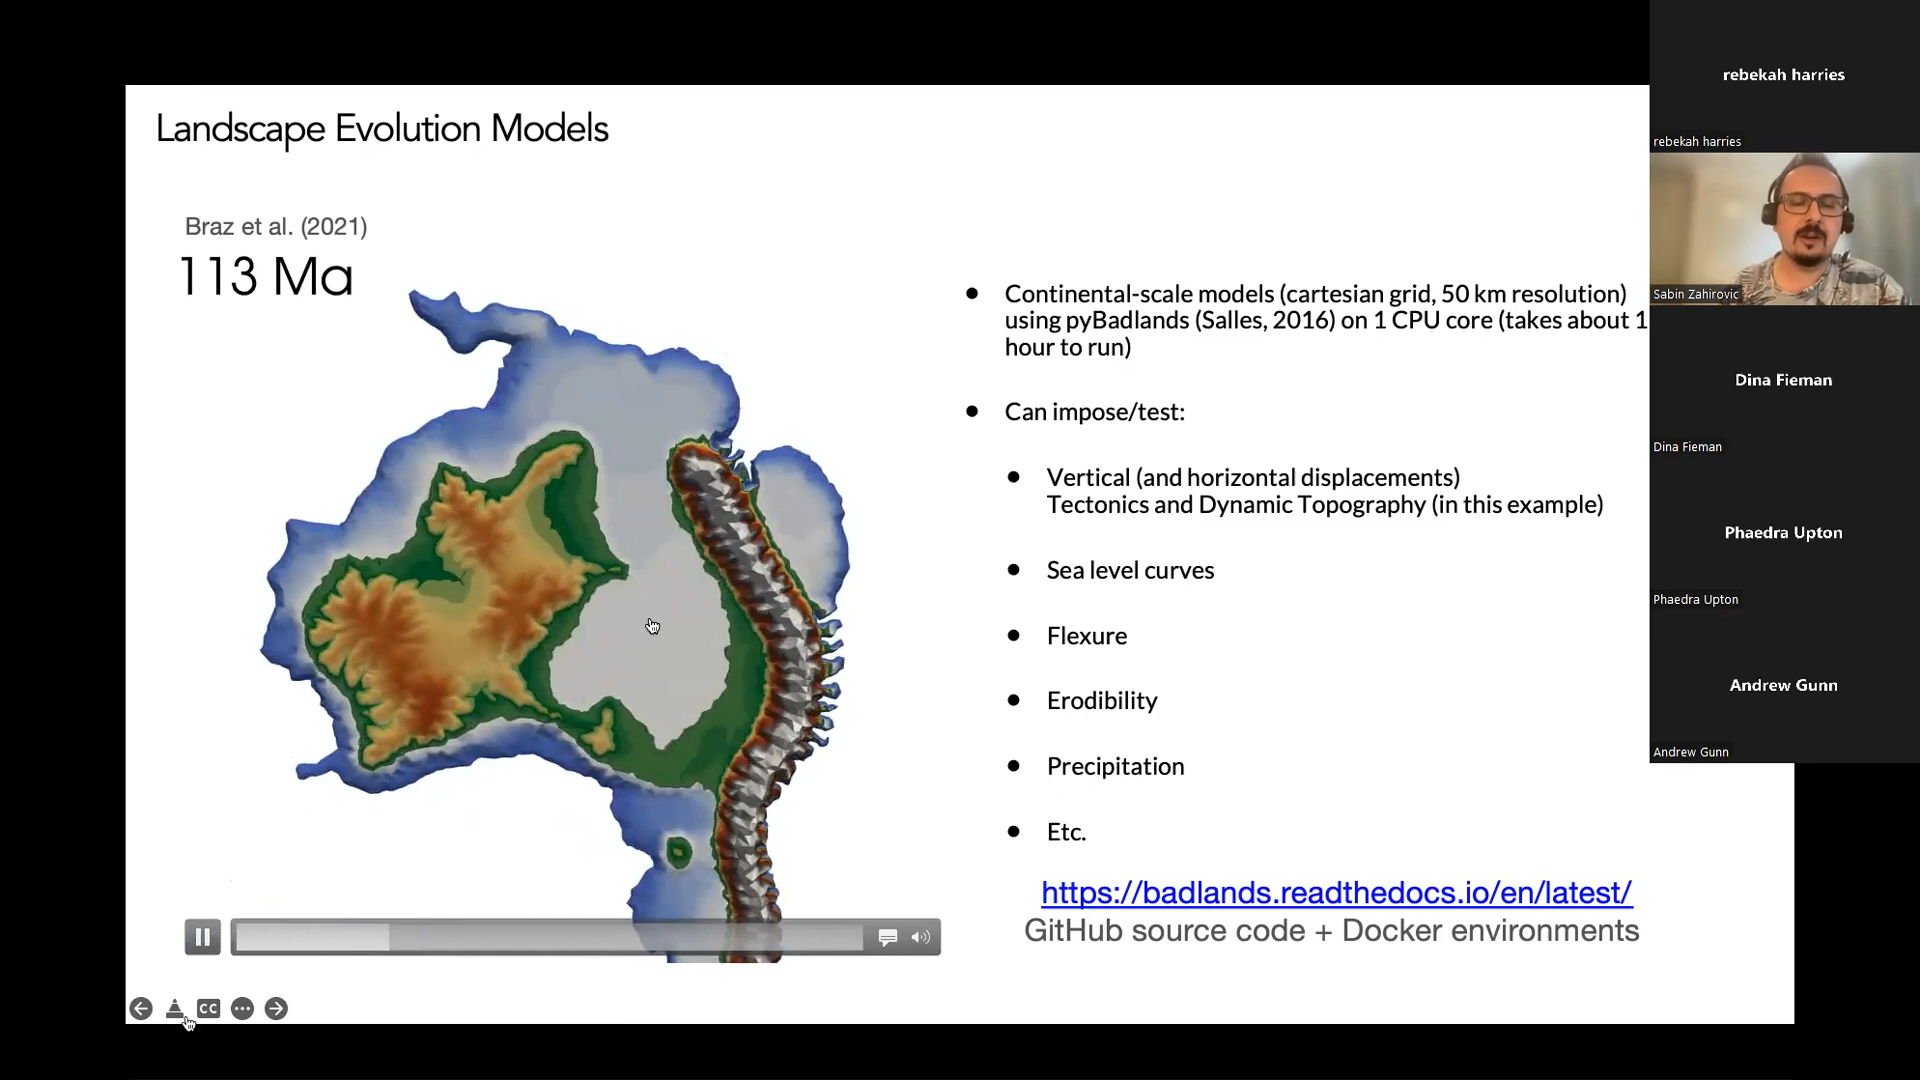 Landscape Evolution Models
Braz et al. (2021)
113 Ma
Continental-scale models (cartesian grid, 50 km resolution)
using pyBadlands (Salles, 2016) on 1 CPU core (takes about 1
hour to run)
Can impose/test:
Vertical (and horizontal displacements)
Tectonics and Dynamic Topography (in this example)
Sea level curves
Flexure
Erodibility
Precipitation
Etc.
https://badlands.readthedocs.io/en/latest/
GitHub source code + Docker environments
CC
rebekah harries
rebekah harries
Sabin Zahirovic
Dina Fieman
Dina Fieman
Phaedra Upton
Phaedra Upton
Andrew Gunn
Andrew Gunn